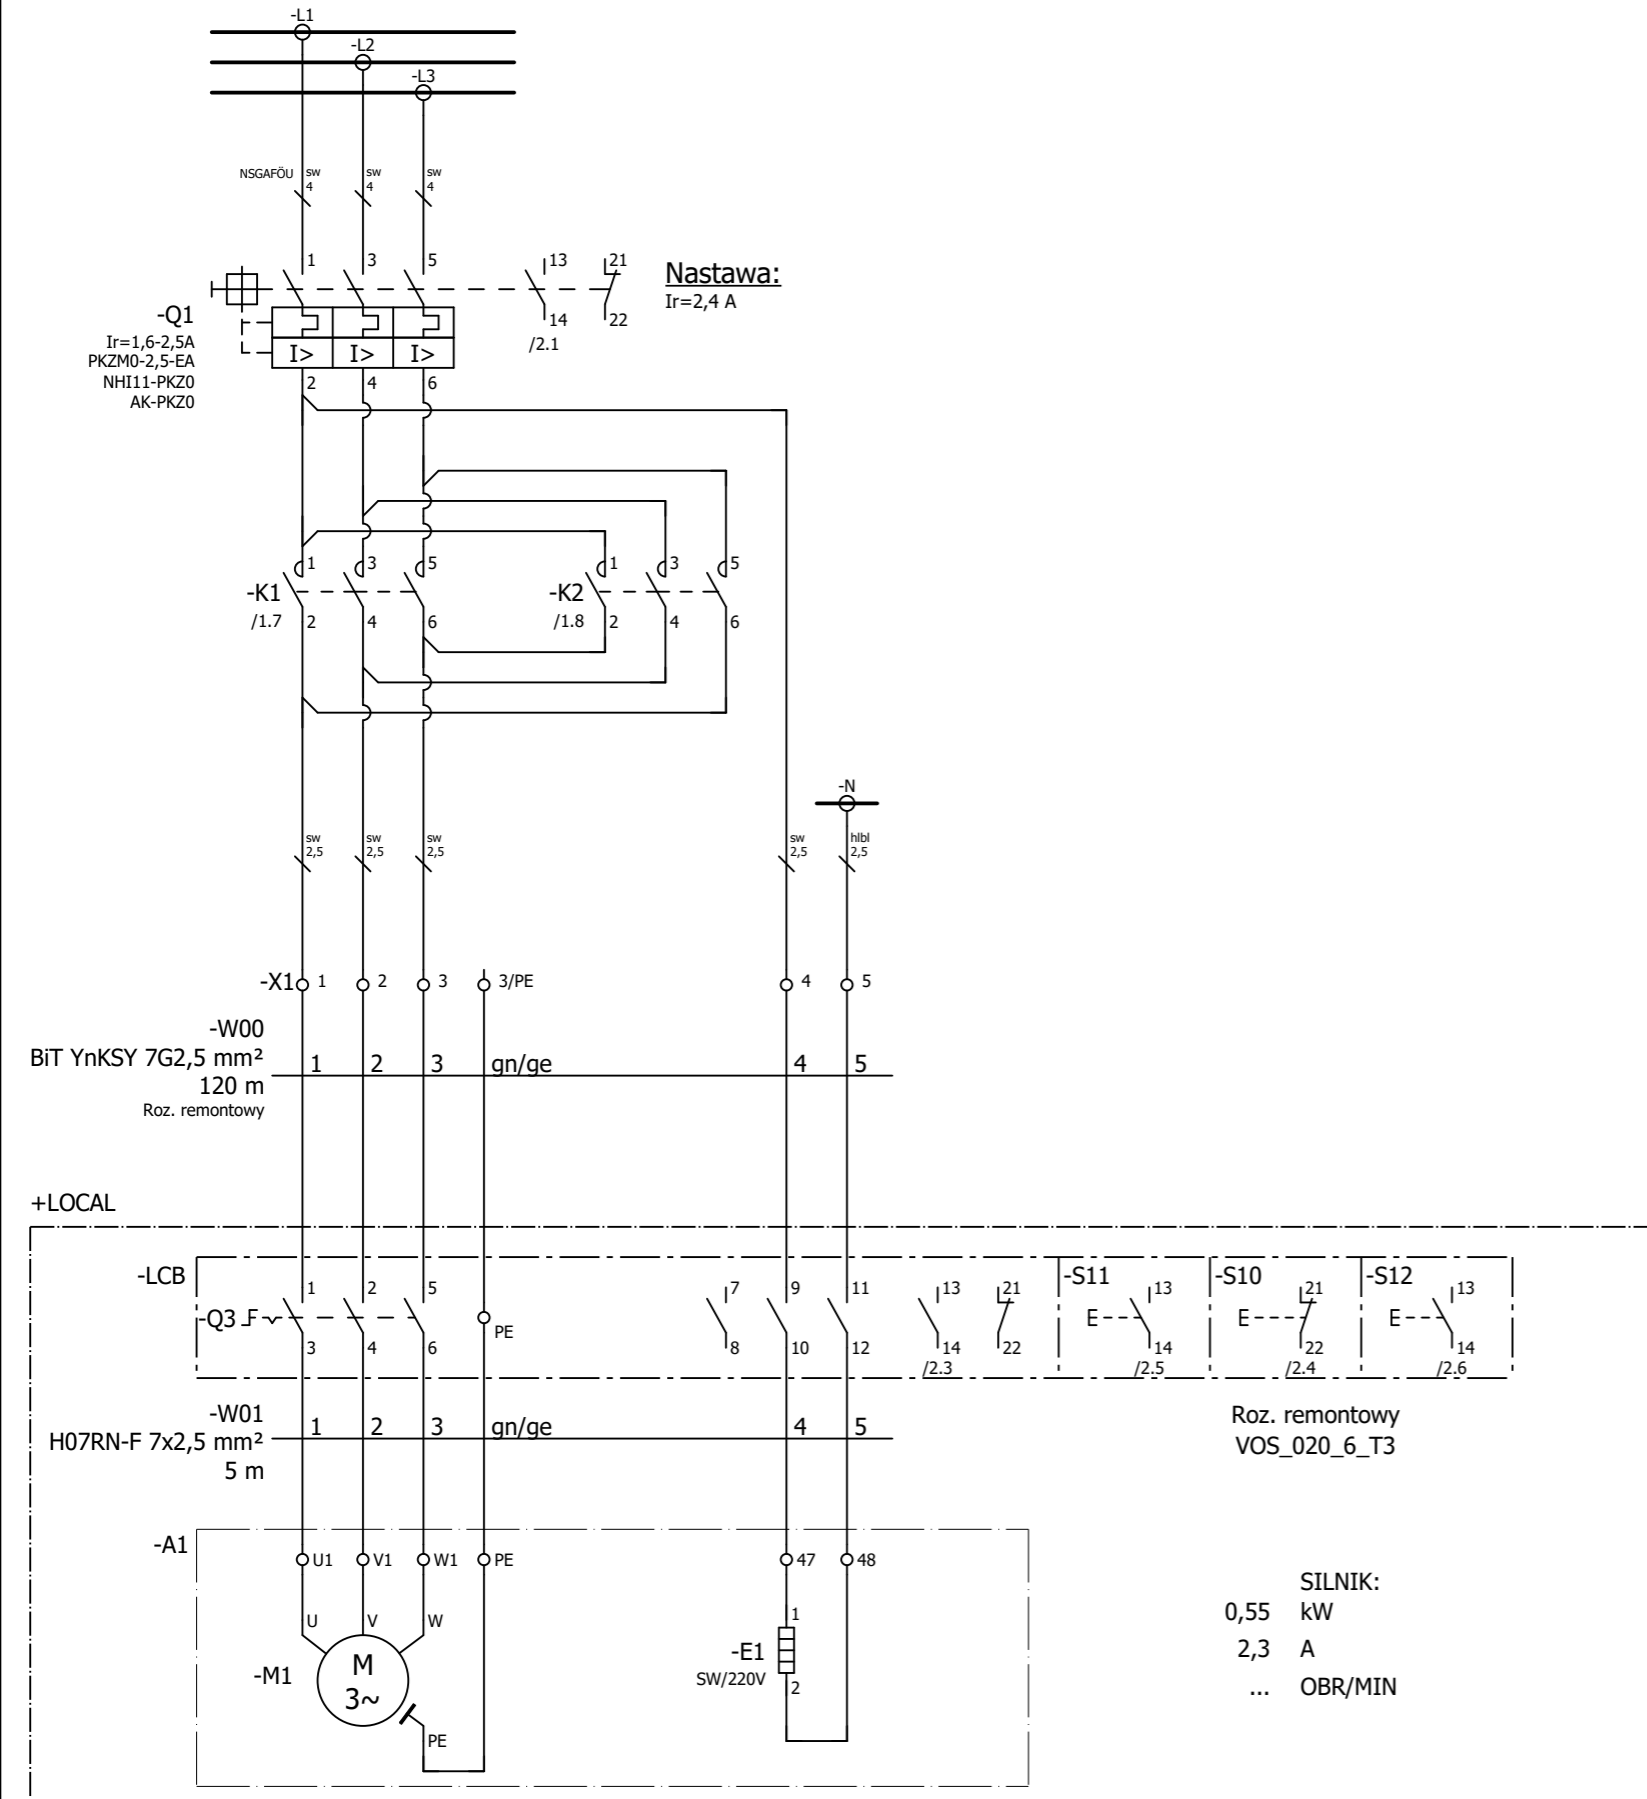 -L1
-L2
-L3
NSGAFÖU sw sw sw
4 4 4
1 3 5 13 21
Nastawa:
Ir=2,4 A
-Q1
14 22
/2.1
Ir=1,6-2,5A
PKZM0-2,5-EA
NHI11-PKZ0
AK-PKZ0
I> I> I>
2 4 6
1 3 5 1 3 5
-K1 -K2
/1.7 2 4 6 /1.8 2 4 6
-N
sw sw sw sw hlbl
2,5 2,5 2,5 2,5 2,5
-X1 1 2 3 3/PE 4 5
-W00
BiT YnKSY 7G2,5 mm² 1 2 3 gn/ge 4 5
120 m
Roz. remontowy
+LOCAL
-LCB 1 2 5 7 9 11 13 21 -S11 13 -S10 21 -S12 13
-Q3 PE E E E
3 4 6 8 10 12 14 22 14 22 14
/2.3 /2.5 /2.4 /2.6
-W01
H07RN-F 7x2,5 mm² 1 2 3 gn/ge 4 5
5 m
Roz. remontowy
VOS_020_6_T3
-A1 U1 V1 W1 PE 47 48
U V W 1
-M1 M
3~
-E1
SW/220V
2
PE
SILNIK:
0,55 kW
2,3 A
... OBR/MIN